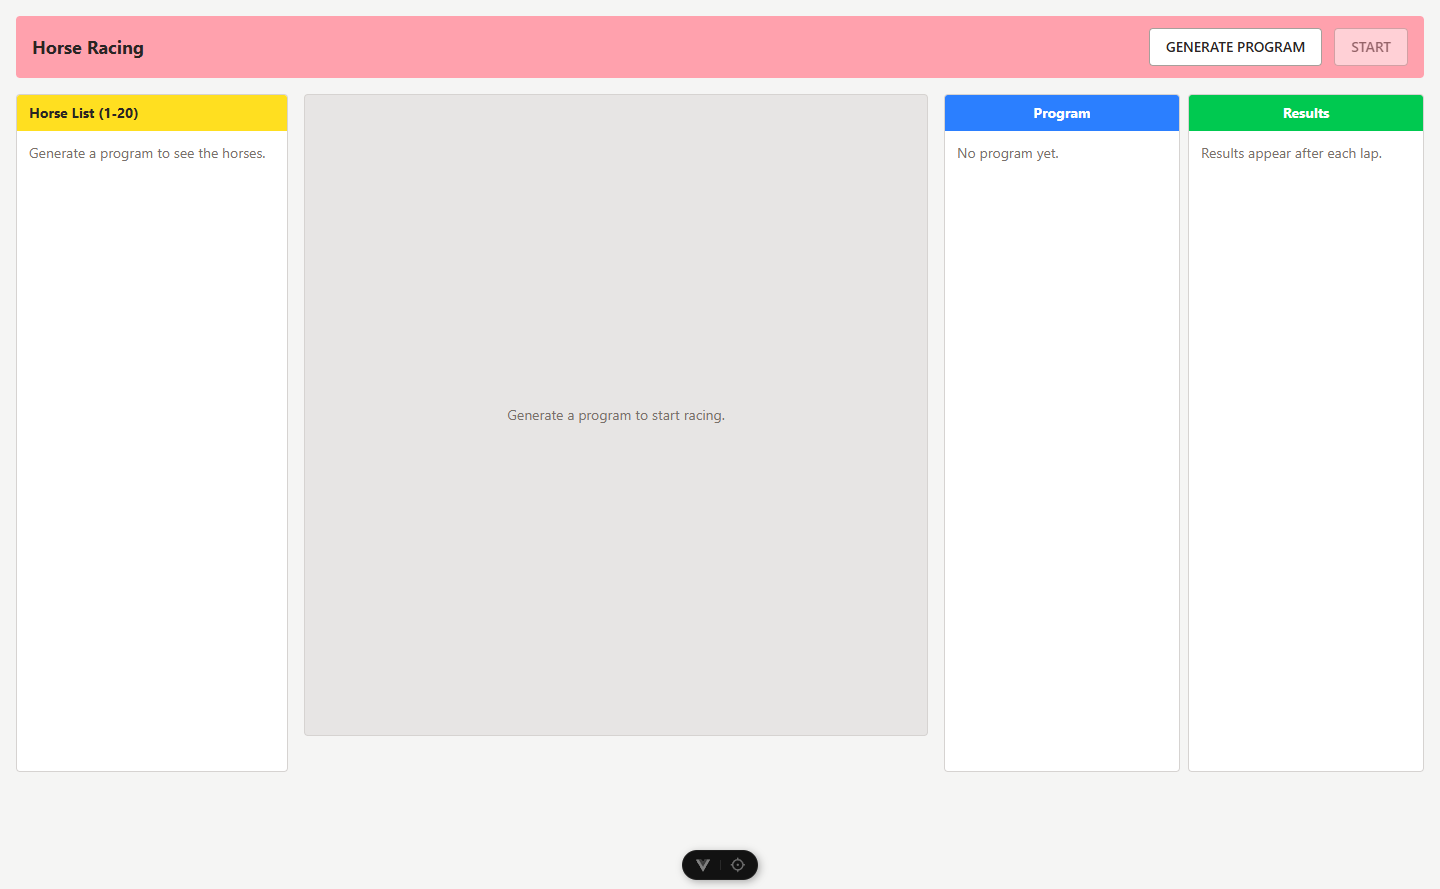 Horse Racing
GENERATE PROGRAM
START
Horse List (1-20)
Generate a program to see the horses.
Generate a program to start racing.
Program
No program yet.
Results
Results appear after each lap.